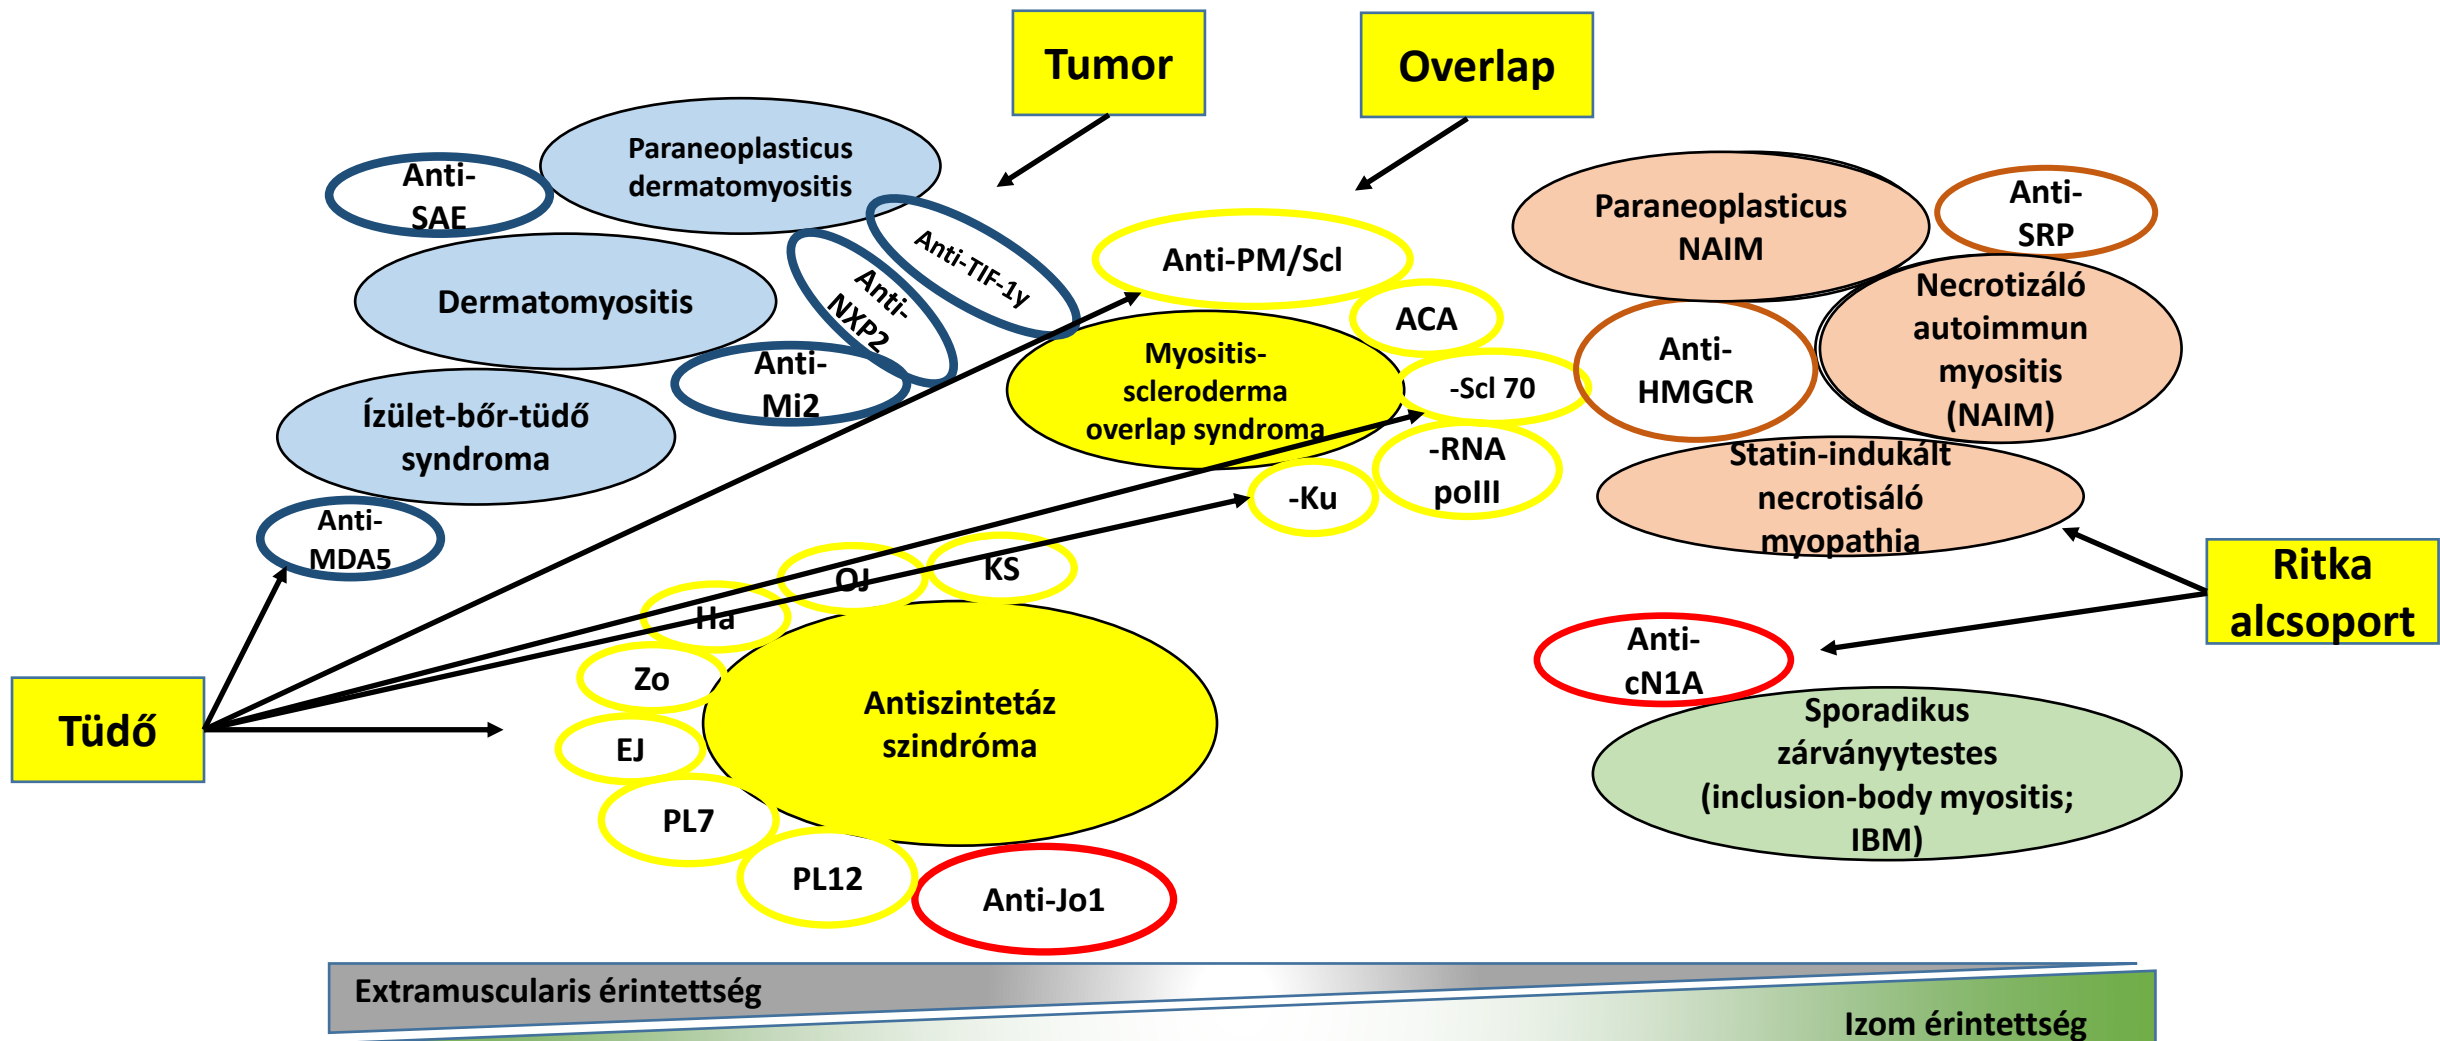 Tumor
Overlap
Paraneoplasticus
dermatomyositis
Anti-
SAE
Anti-TIF-1y
Dermatomyositis
Anti-
NXP2
Anti-
Mi2
Ízület-bőr-tüdő
syndroma
Anti-
MDA5
Anti-PM/Scl
ACA
Myositis-
scleroderma
overlap syndroma
-Scl 70
-RNA
polII
-Ku
Paraneoplasticus
NAIM
Anti-
SRP
Necrotizáló
autoimmun
myositis
(NAIM)
Anti-
HMGCR
Statin-indukált
necrotisáló
myopathia
Ritka
alcsoport
Tüdő
KS
OJ
Ha
Zo
EJ
PL7
PL12
Anti-Jo1
Antiszintetáz
szindróma
Anti-
cN1A
Sporadikus
zárványytestes
(inclusion-body myositis;
IBM)
Extramuscularis érintettség
Izom érintettség